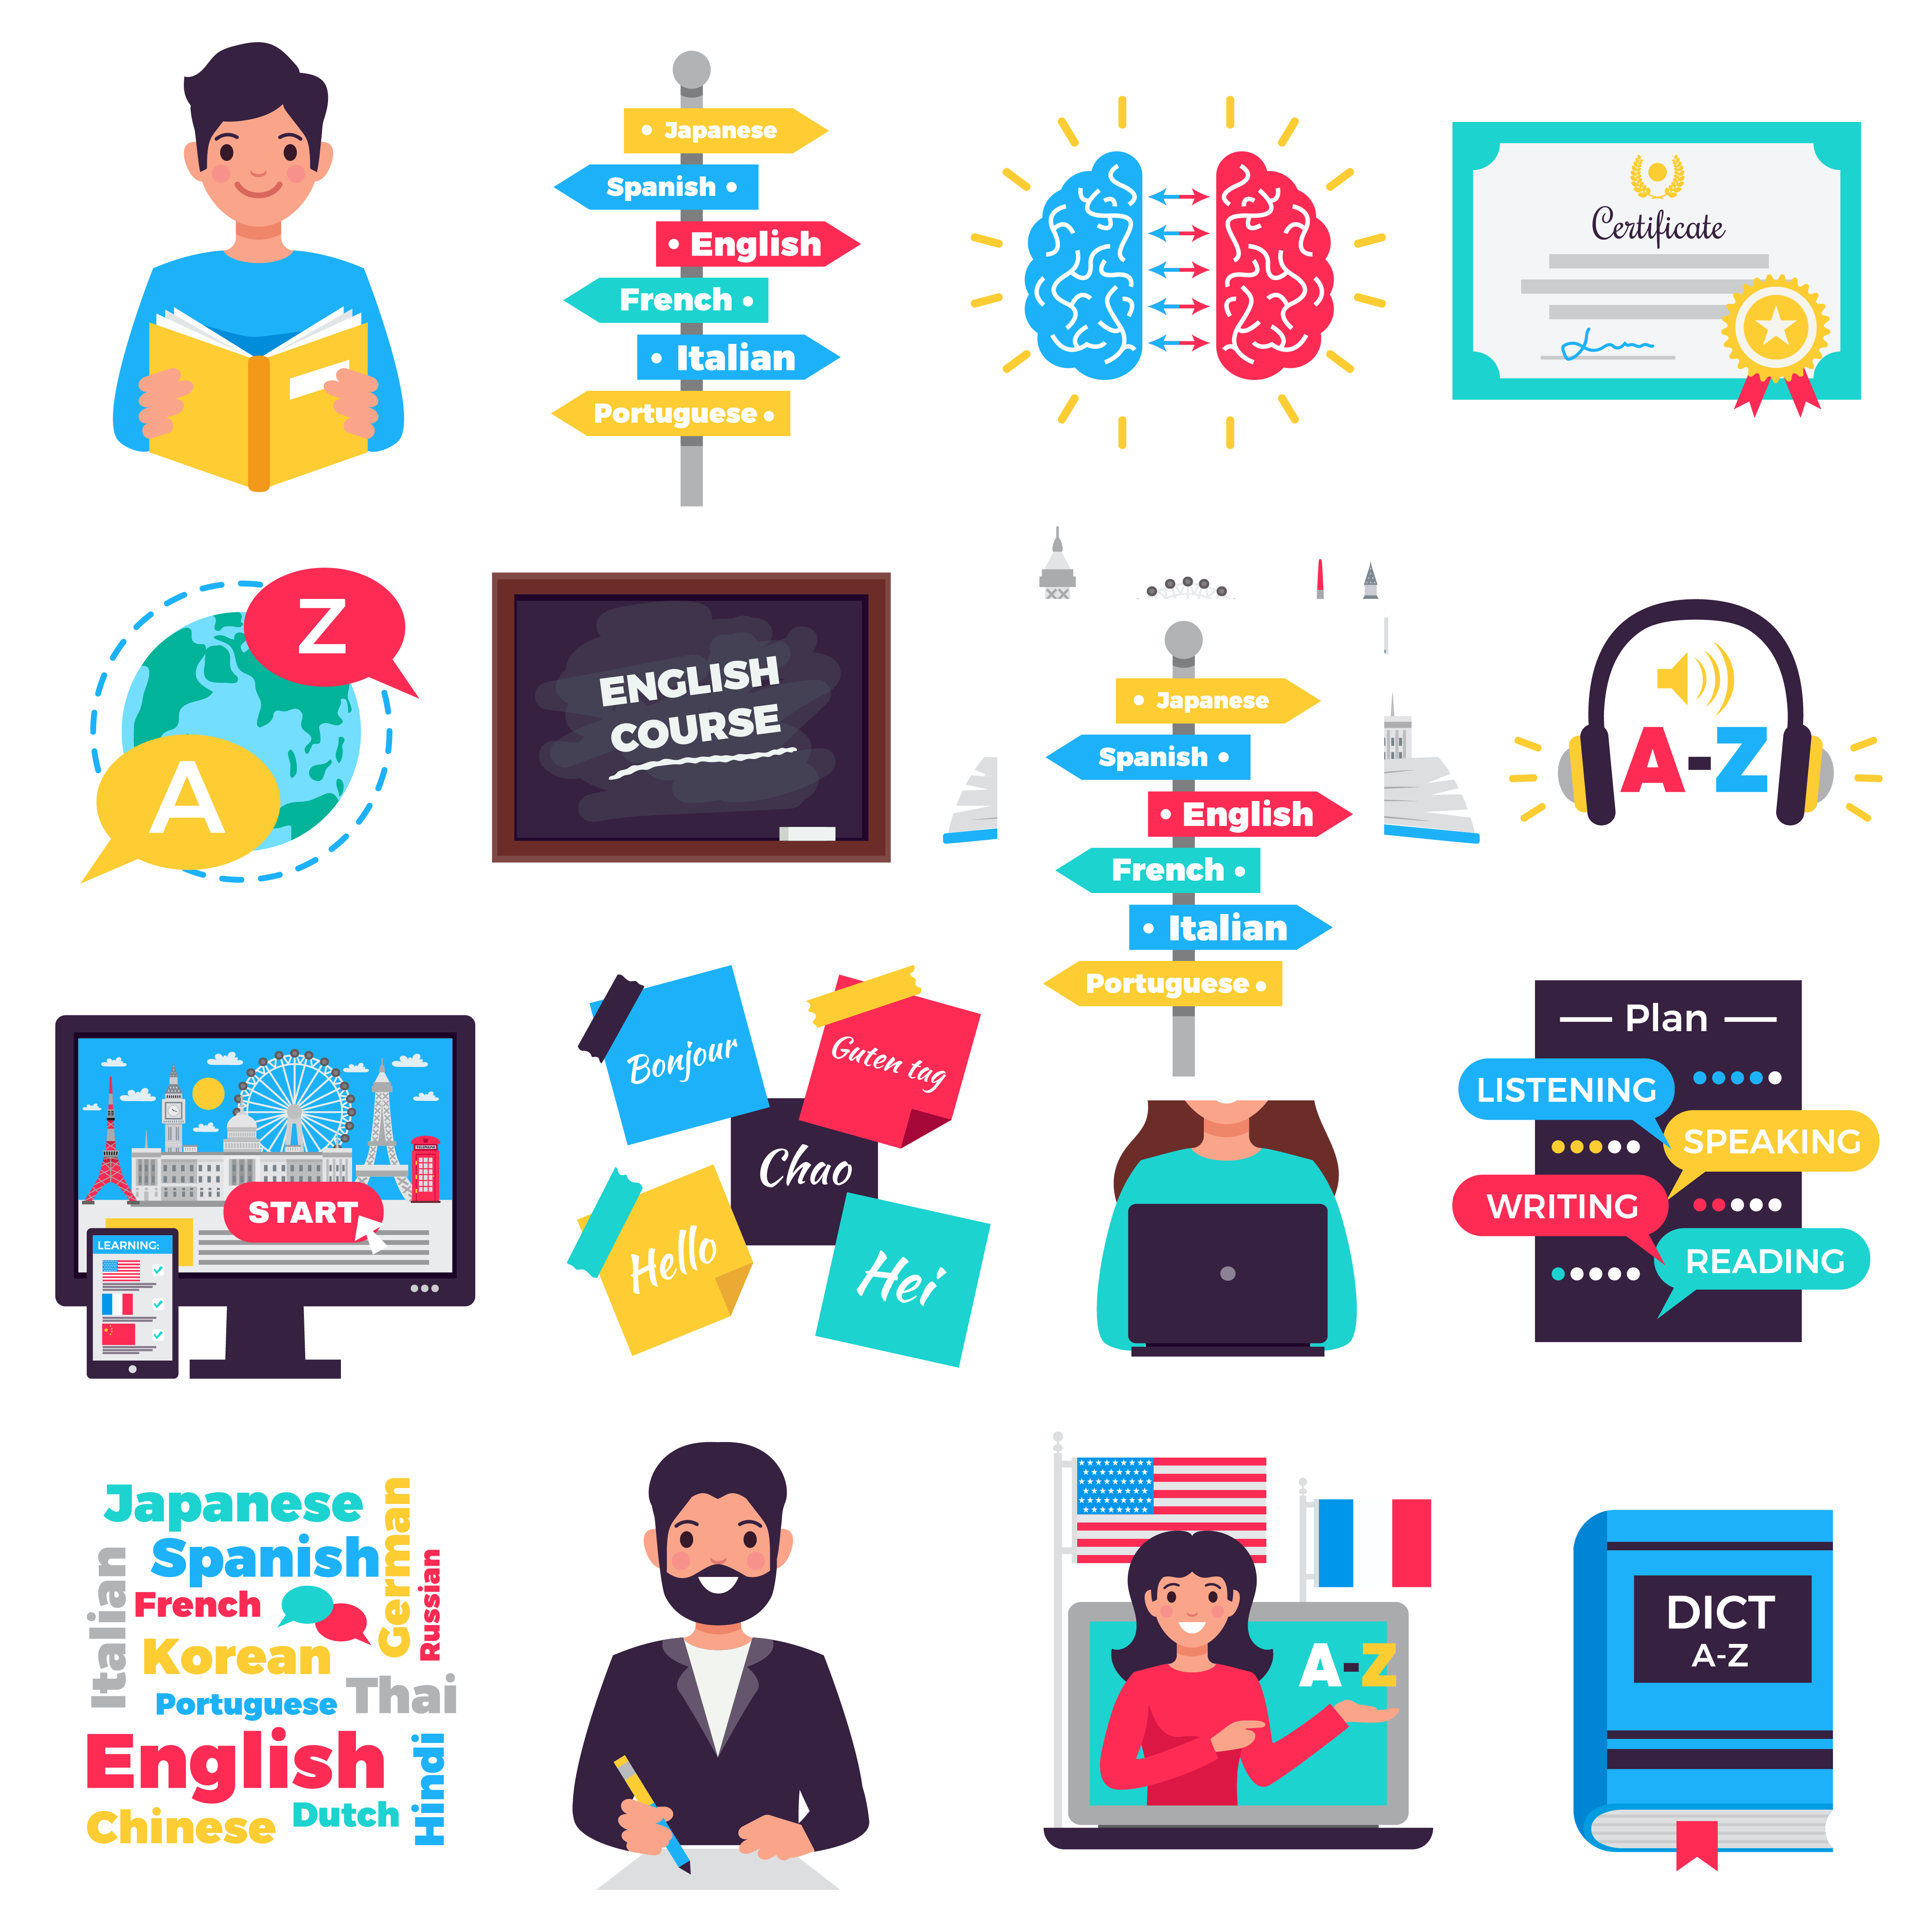 Japanese
Spanish
English
French
Italian
Portuguese
Certificate
Z
A
ENGLISH
COURSE
Japanese
Spanish
English
French
Italian
Portuguese
A-Z
START
LEARNING:
Bonjour
Guten tag
Chao
Hello
Hei
Plan
LISTENING
SPEAKING
WRITING
READING
Japanese
Spanish
German
Italian
French
Russian
Korean
Thai
Portuguese
English
Hindi
Chinese
Dutch
A-Z
DICT
A-Z